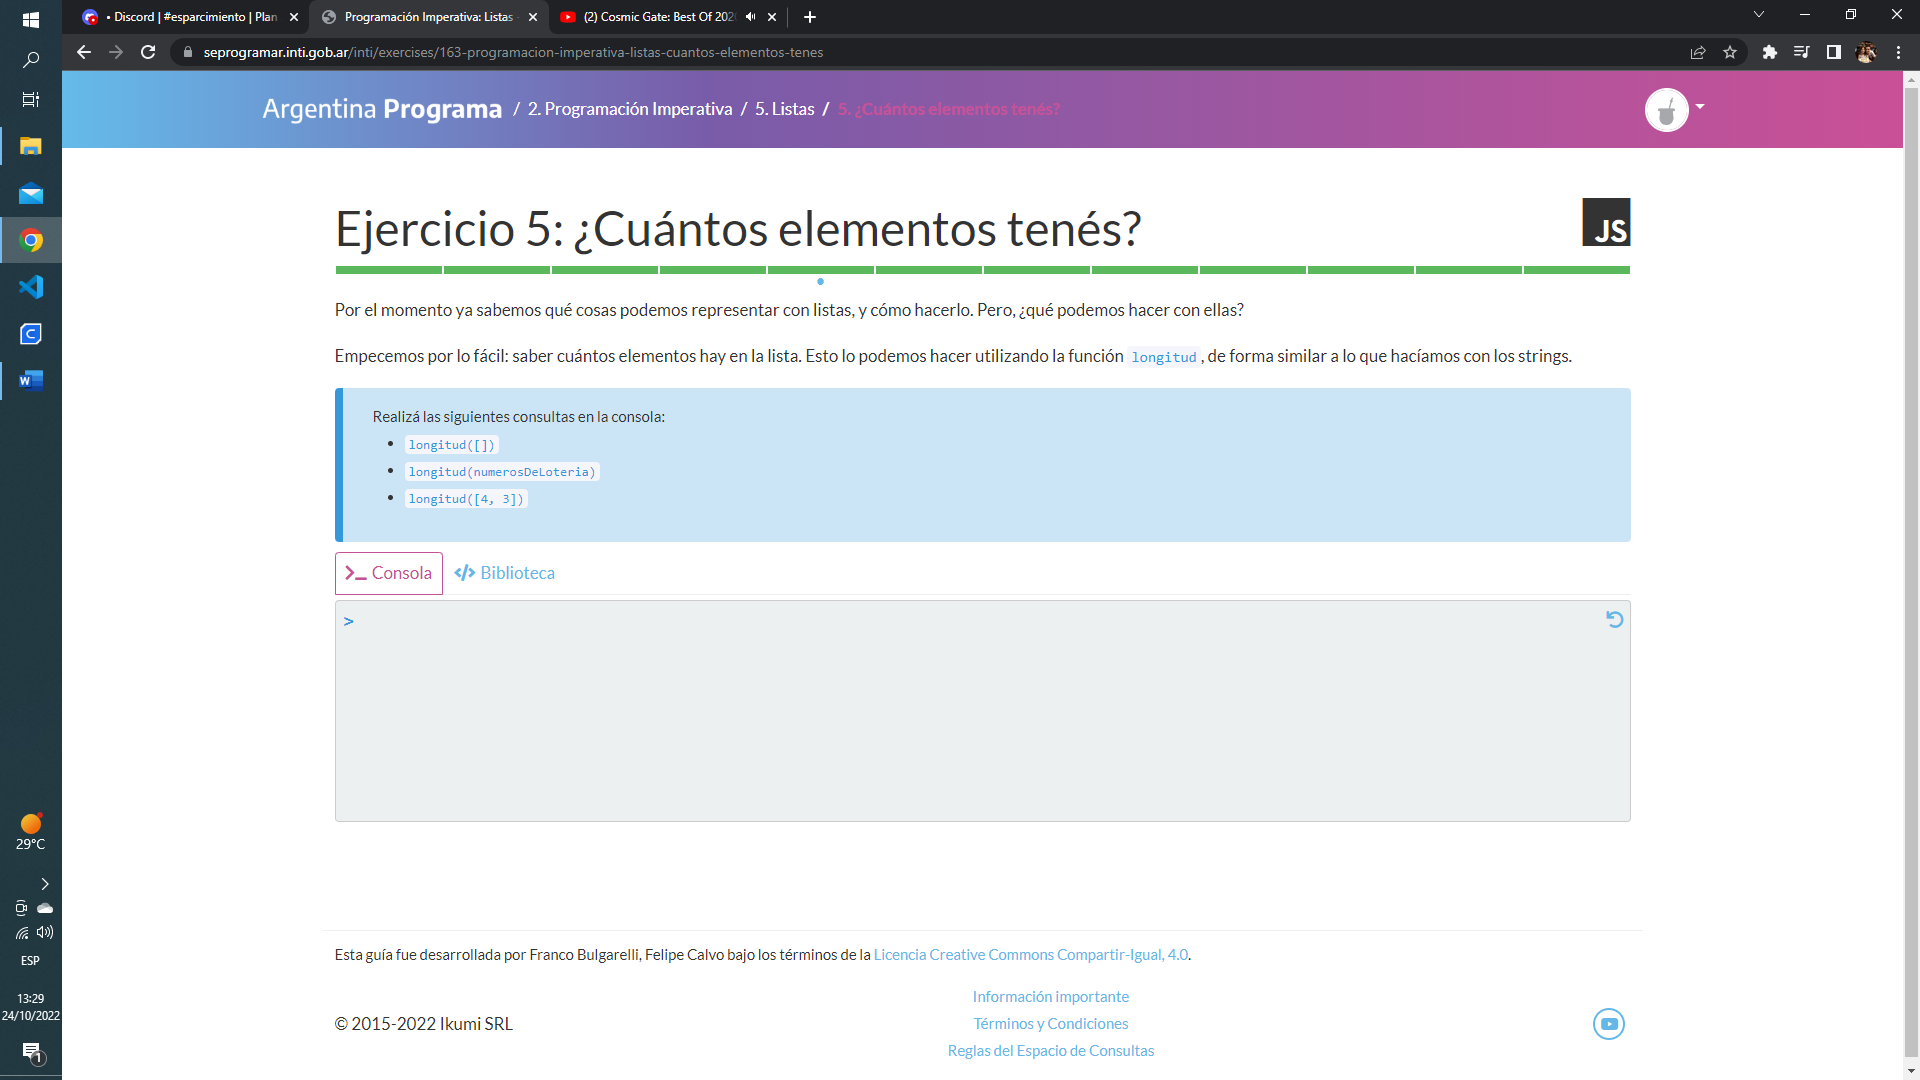 • Discord | #esparcimiento | Plan
Programación Imperativa: Listas
(2) Cosmic Gate: Best Of 2020
seprogramar.inti.gob.ar/inti/exercises/163-programacion-imperativa-listas-cuantos-elementos-tenes
Argentina Programa / 2. Programación Imperativa / 5. Listas / 5. ¿Cuántos elementos tenés?
Ejercicio 5: ¿Cuántos elementos tenés?
JS
Por el momento ya sabemos qué cosas podemos representar con listas, y cómo hacerlo. Pero, ¿qué podemos hacer con ellas?
Empecemos por lo fácil: saber cuántos elementos hay en la lista. Esto lo podemos hacer utilizando la función longitud, de forma similar a lo que hacíamos con los strings.
Realizá las siguientes consultas en la consola:
• longitud([])
• longitud(numerosDeLoteria)
• longitud([4, 3])
>_ Consola
</> Biblioteca
>
Esta guía fue desarrollada por Franco Bulgarelli, Felipe Calvo bajo los términos de la Licencia Creative Commons Compartir-Igual, 4.0.
Información importante
© 2015-2022 Ikumi SRL
Términos y Condiciones
Reglas del Espacio de Consultas
C
W
29°C
ESP
13:29
24/10/2022
1